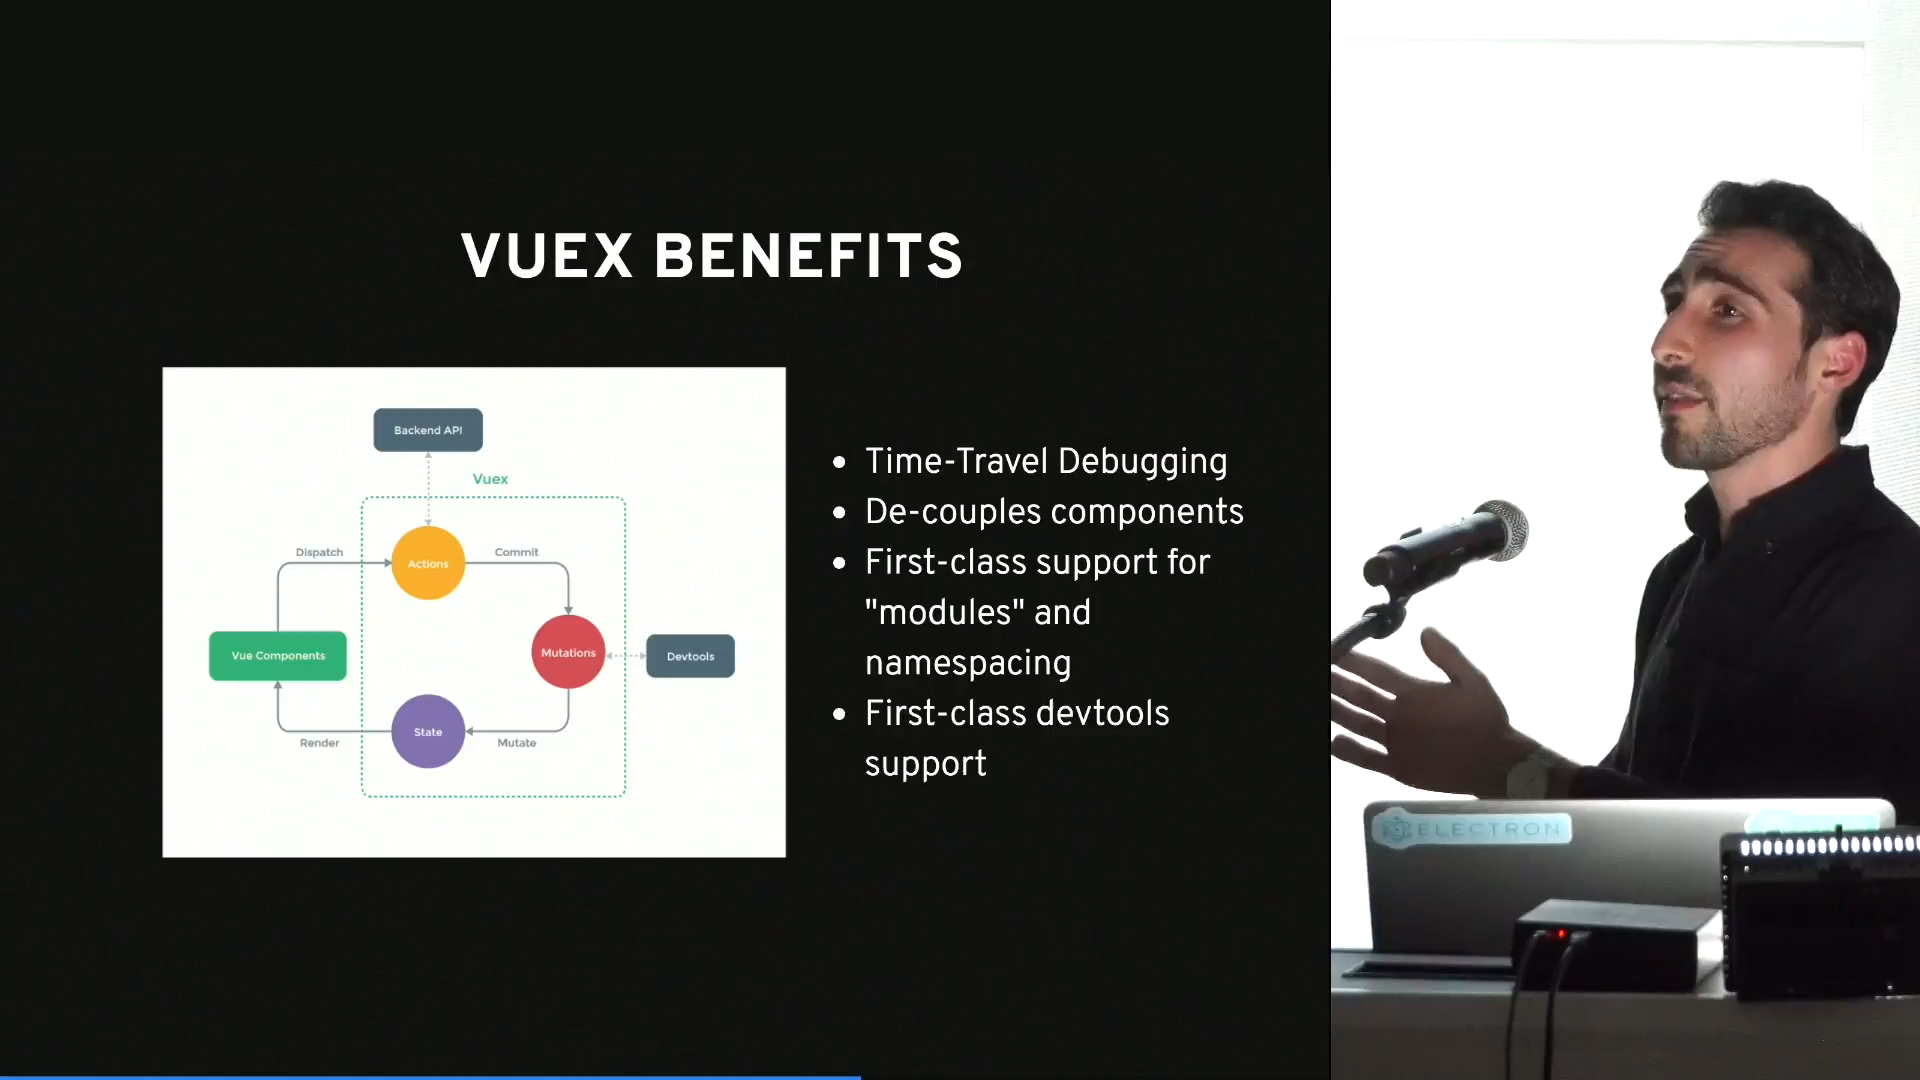 VUEX BENEFITS
Backend API
Vuex
Dispatch
Actions
Commit
Vue Components
Mutations
Devtools
State
Render
Mutate
• Time-Travel Debugging
• De-couples components
• First-class support for
"modules" and
namespacing
• First-class devtools
support
ELECTRON